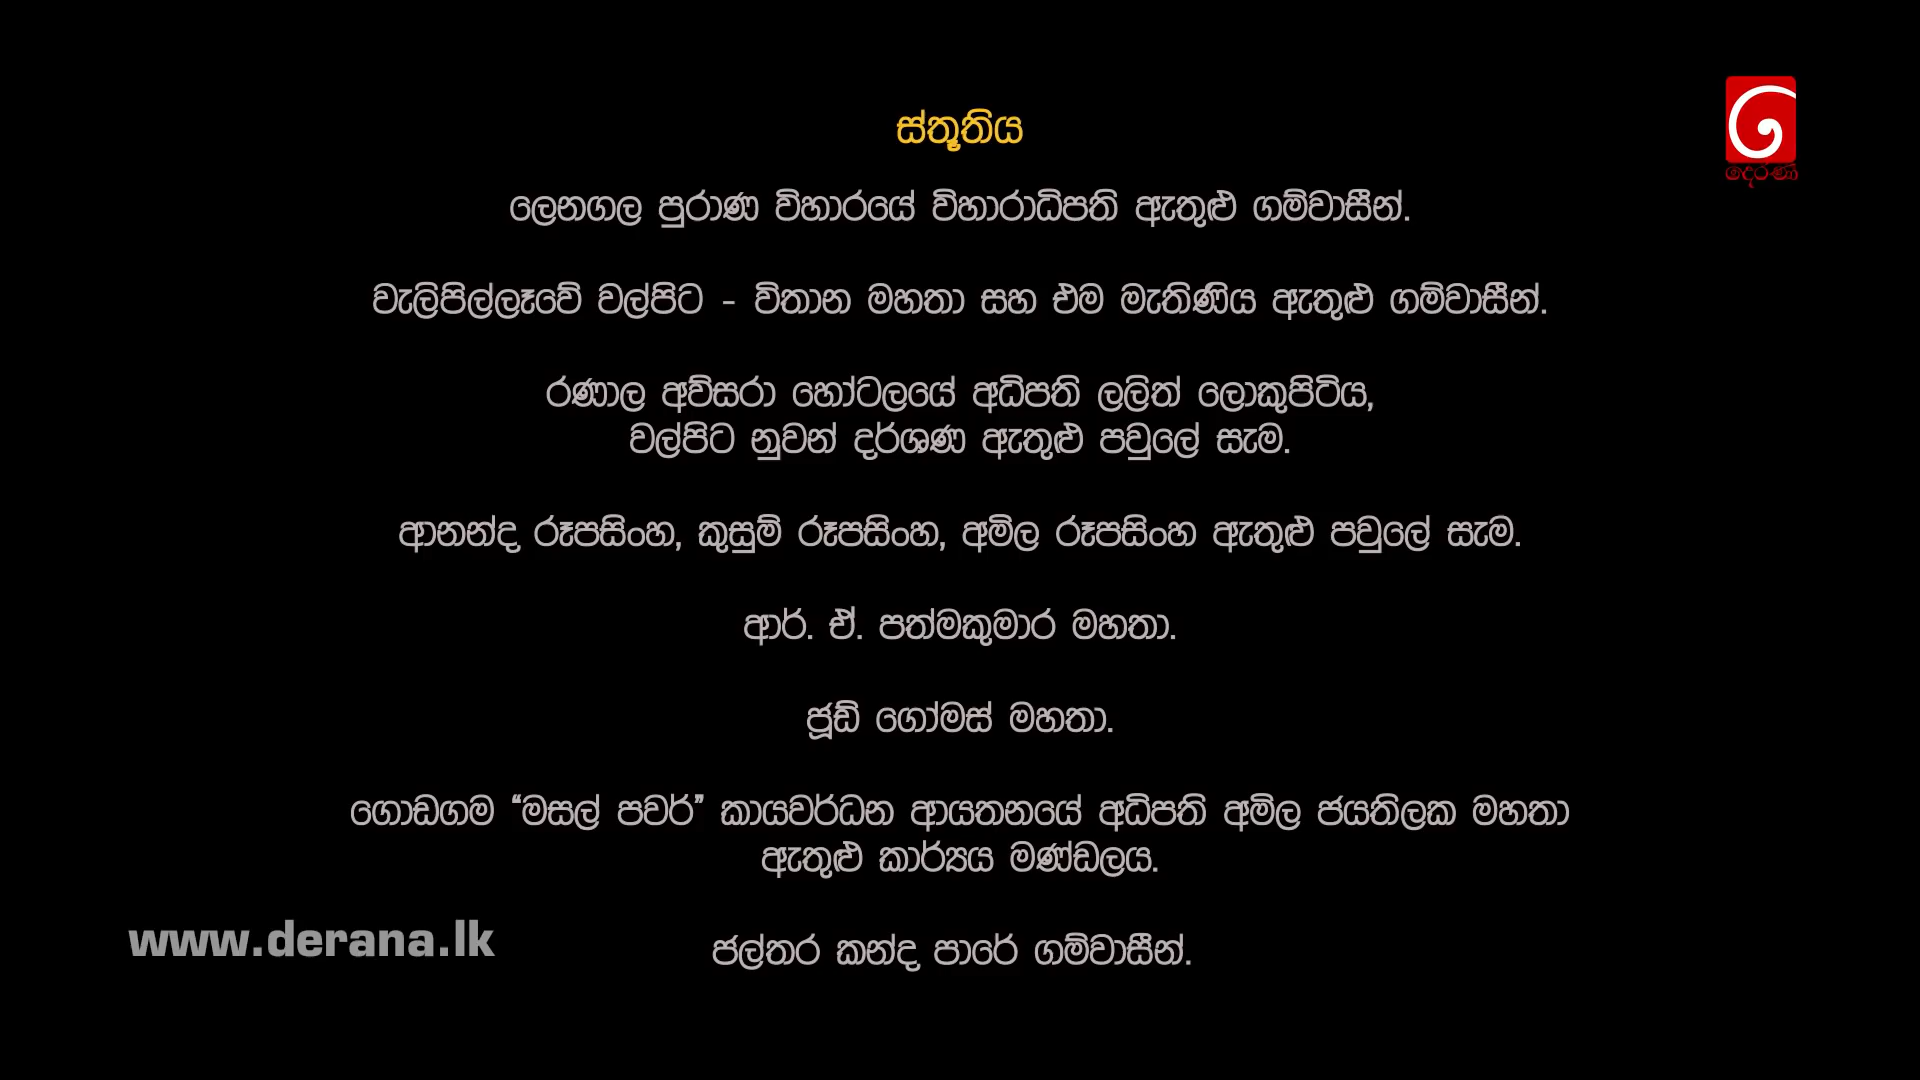 ස්තූතිය
දෙරණ
ලෙනගල පුරාණ විහාරයේ විහාරාධිපති ඇතුළු ගම්වාසීන්.
වැලිපිල්ලෑවේ වල්පිට - විතාන මහතා සහ එම මැතිණිය ඇතුළු ගම්වාසීන්.
රණාල අව්සරා හෝටලයේ අධිපති ලලිත් ලොකුපිටිය,
වල්පිට නුවන් දර්ශණ ඇතුළු පවුලේ සැම.
ආනන්ද රූපසිංහ, කුසුම් රූපසිංහ, අමිල රූපසිංහ ඇතුළු පවුලේ සැම.
ආර්. ඒ. පත්මකුමාර මහතා.
ජූඩ් ගෝමස් මහතා.
ගොඩගම “මසල් පවර්” කායවර්ධන ආයතනයේ අධිපති අමිල ජයතිලක මහතා
ඇතුළු කාර්යය මණ්ඩලය.
www.derana.lk
ජල්තර කන්ද පාරේ ගම්වාසීන්.